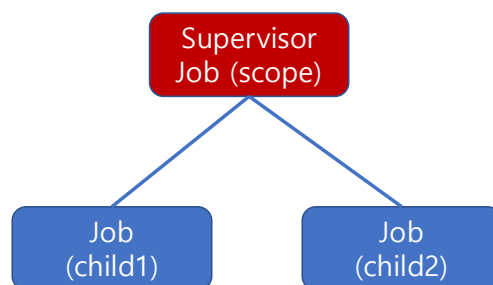 Supervisor
Job (scope)
Job
(child1)
Job
(child2)